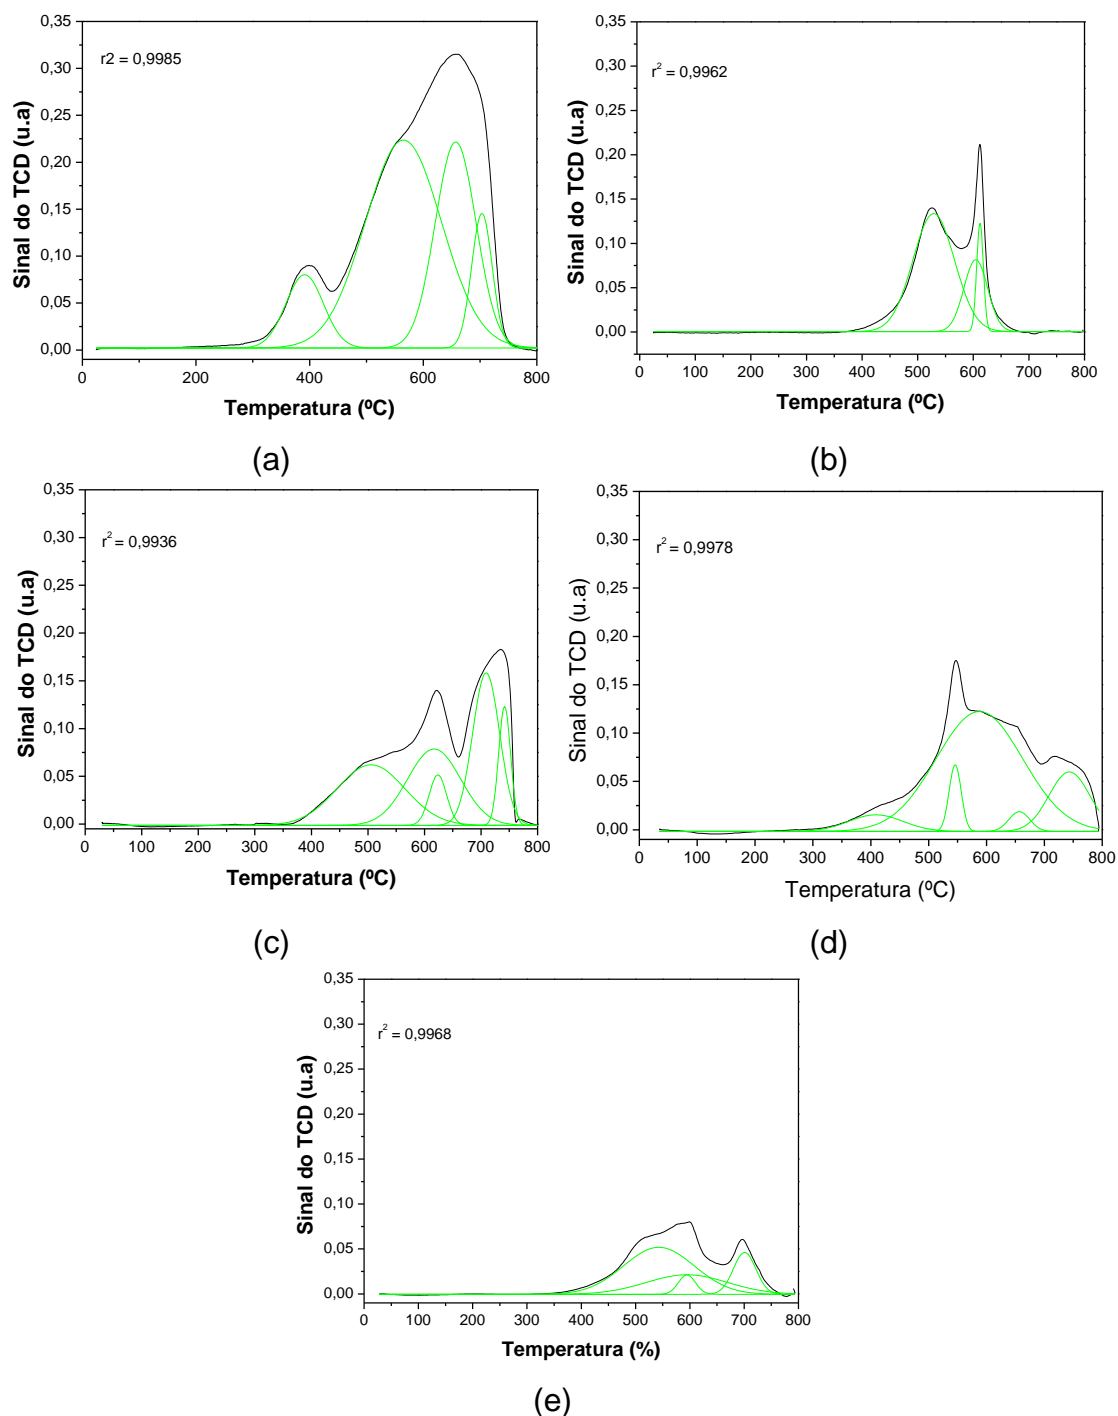 0,35
0,30
0,25
0,20
0,15
0,10
0,05
0,00
Sinal do TCD (u.a)
r2 = 0,9985
0 200 400 600 800
Temperatura (ºC)
(a)
0,35
0,30
0,25
0,20
0,15
0,10
0,05
0,00
Sinal do TCD (u.a)
r² = 0,9962
0 100 200 300 400 500 600 700 800
Temperatura (ºC)
(b)
0,35
0,30
0,25
0,20
0,15
0,10
0,05
0,00
Sinal do TCD (u.a)
r² = 0,9936
0 100 200 300 400 500 600 700 800
Temperatura (ºC)
(c)
0,35
0,30
0,25
0,20
0,15
0,10
0,05
0,00
Sinal do TCD (u.a)
r² = 0,9978
0 100 200 300 400 500 600 700 800
Temperatura (ºC)
(d)
0,35
0,30
0,25
0,20
0,15
0,10
0,05
0,00
Sinal do TCD (u.a)
r² = 0,9968
0 100 200 300 400 500 600 700 800
Temperatura (%)
(e)